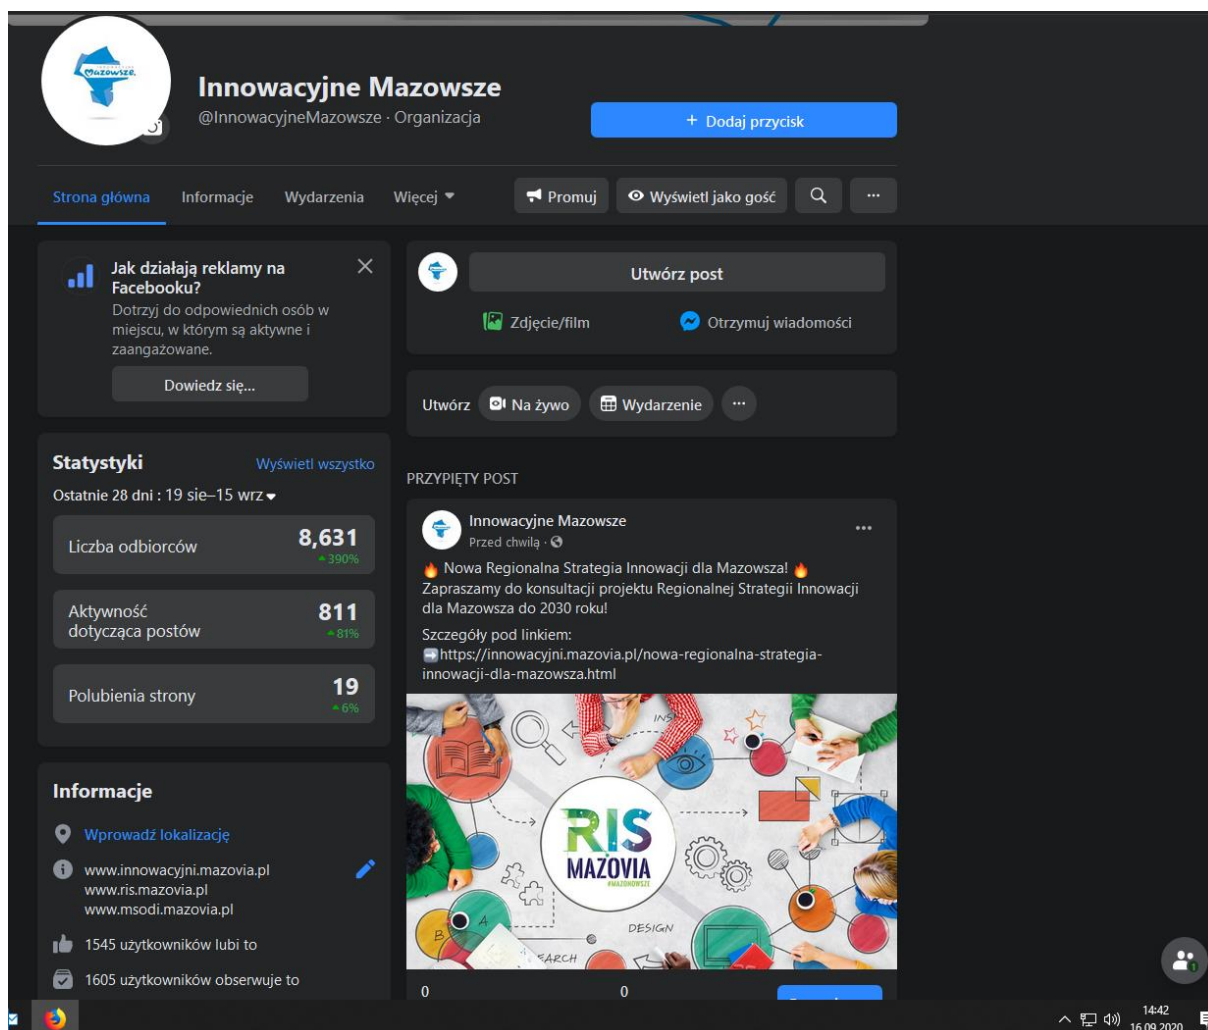 Mazowsze.
Innowacyjne Mazowsze
@InnowacyjneMazowsze · Organizacja
+ Dodaj przycisk
Strona główna
Informacje
Wydarzenia
Więcej
Promuj
Wyświetl jako gość
Jak działają reklamy na
Facebooku?
Dotrzyj do odpowiednich osób w
miejscu, w którym są aktywne i
zaangażowane.
Dowiedz się...
Statystyki
Wyświetl wszystko
Ostatnie 28 dni : 19 sie–15 wrz
Liczba odbiorców
8,631
390%
Aktywność
dotycząca postów
811
81%
Polubienia strony
19
6%
Informacje
Wprowadź lokalizację
www.innowacyjni.mazovia.pl
www.ris.mazovia.pl
www.msodi.mazovia.pl
1545 użytkowników lubi to
1605 użytkowników obserwuje to
Utwórz post
Zdjęcie/film
Otrzymuj wiadomości
Utwórz
Na żywo
Wydarzenie
PRZYPIĘTY POST
Innowacyjne Mazowsze
Przed chwilą ·
🔥 Nowa Regionalna Strategia Innowacji dla Mazowsza! 🔥
Zapraszamy do konsultacji projektu Regionalnej Strategii Innowacji
dla Mazowsza do 2030 roku!
Szczegóły pod linkiem:
➡️https://innowacyjni.mazovia.pl/nowa-regionalna-strategia-
innowacji-dla-mazowsza.html
RIS
MAZOVIA
DESIGN
A
B
0
0
1
14:42
16.09.2020